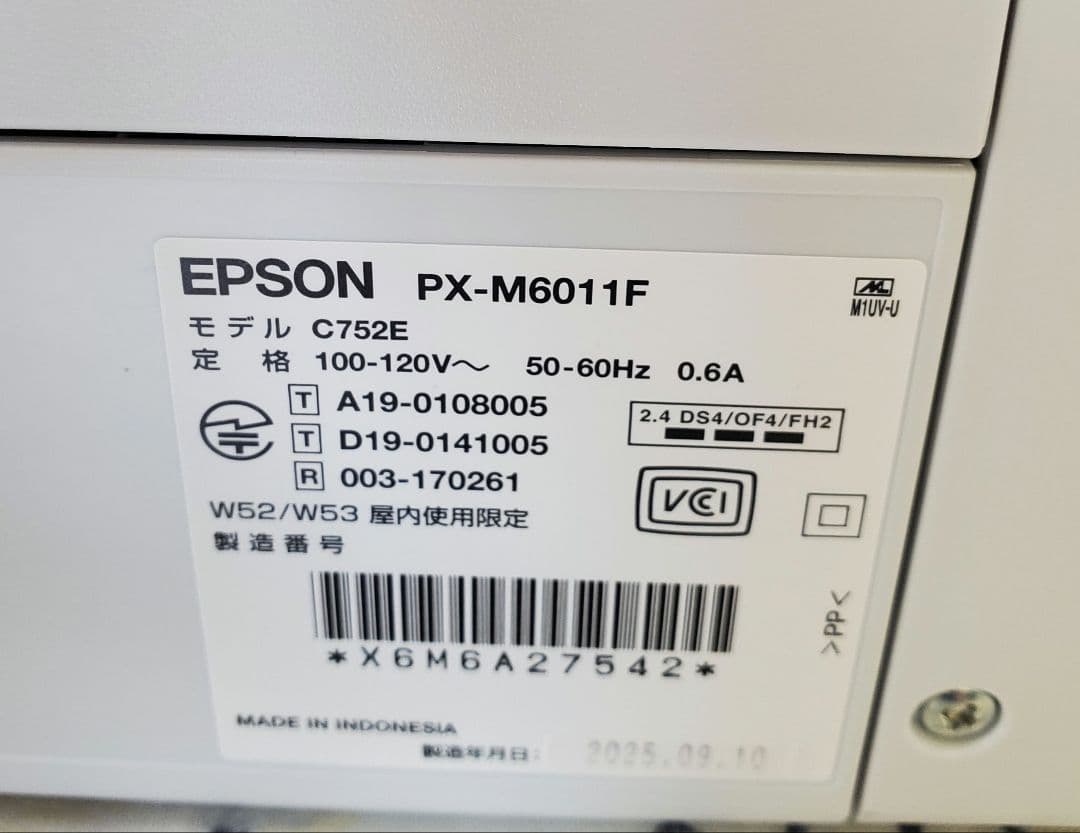 EPSON PX-M6011F
M1UV-U
モデル C752E
定 格 100-120V～ 50-60Hz 0.6A
T A19-0108005
T D19-0141005
R 003-170261
2.4 DS4/OF4/FH2
W52/W53 屋内使用限定
VCCI
製造番号
*X6M6A27542*
>PP<
MADE IN INDONESIA
製造年月日: 2025.09.10